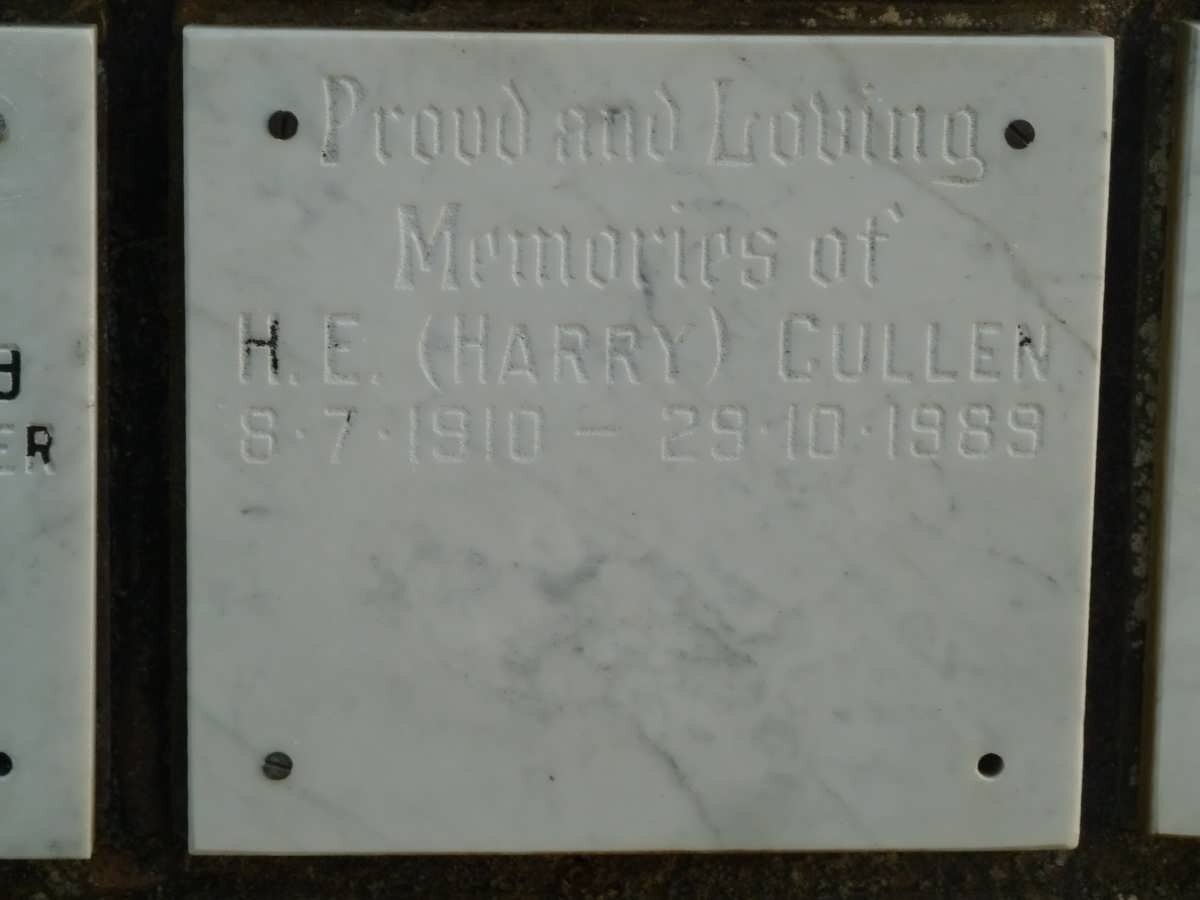 Proud and Loving
Memories of
H. E. (HARRY) CULLEN
8·7·1910 – 29·10·1989